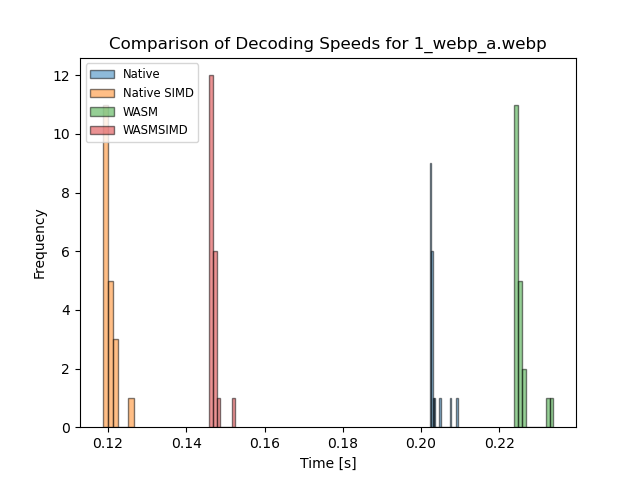 Comparison of Decoding Speeds for 1_webp_a.webp
12
10
8
6
4
2
0
Frequency
Native
Native SIMD
WASM
WASMSIMD
0.12 0.14 0.16 0.18 0.20 0.22
Time [s]